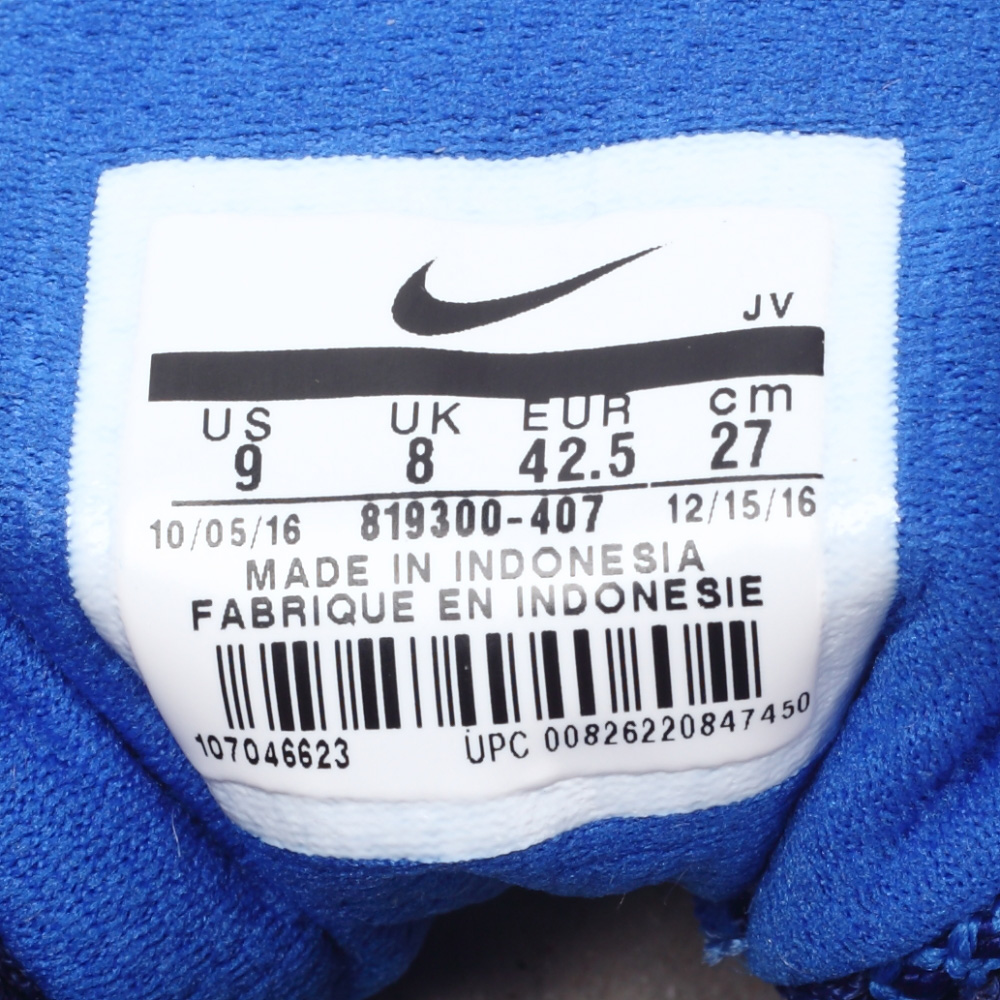 JV
US UK EUR cm
9 8 42.5 27
10/05/16 819300-407 12/15/16
MADE IN INDONESIA
FABRIQUE EN INDONESIE
107046623 UPC 00826220847450